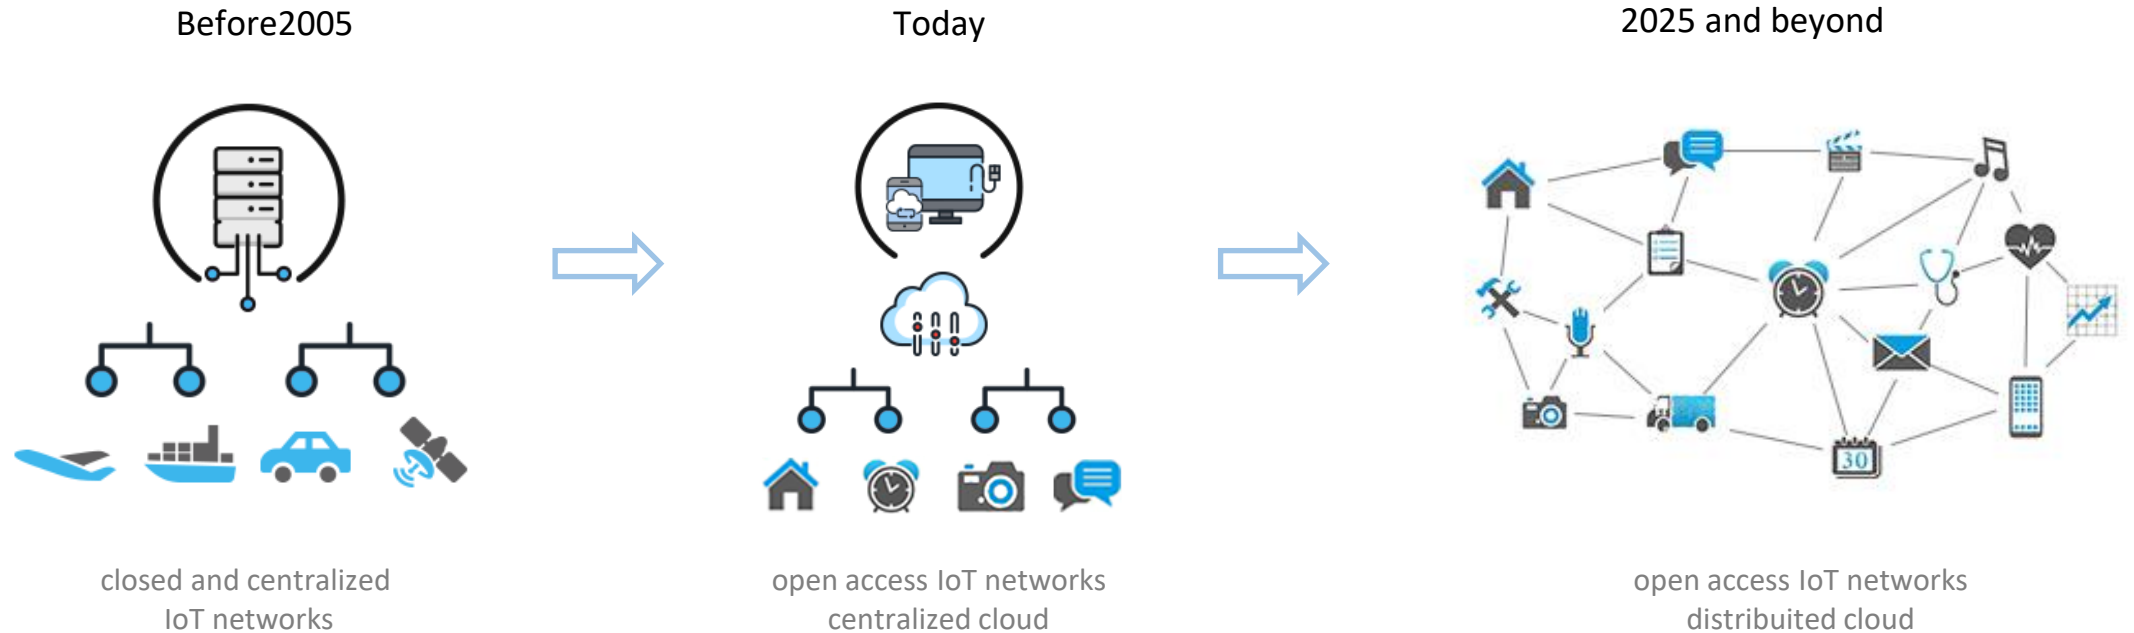 Before2005
Today
2025 and beyond
30
closed and centralized
IoT networks
open access IoT networks
centralized cloud
open access IoT networks
distribuited cloud